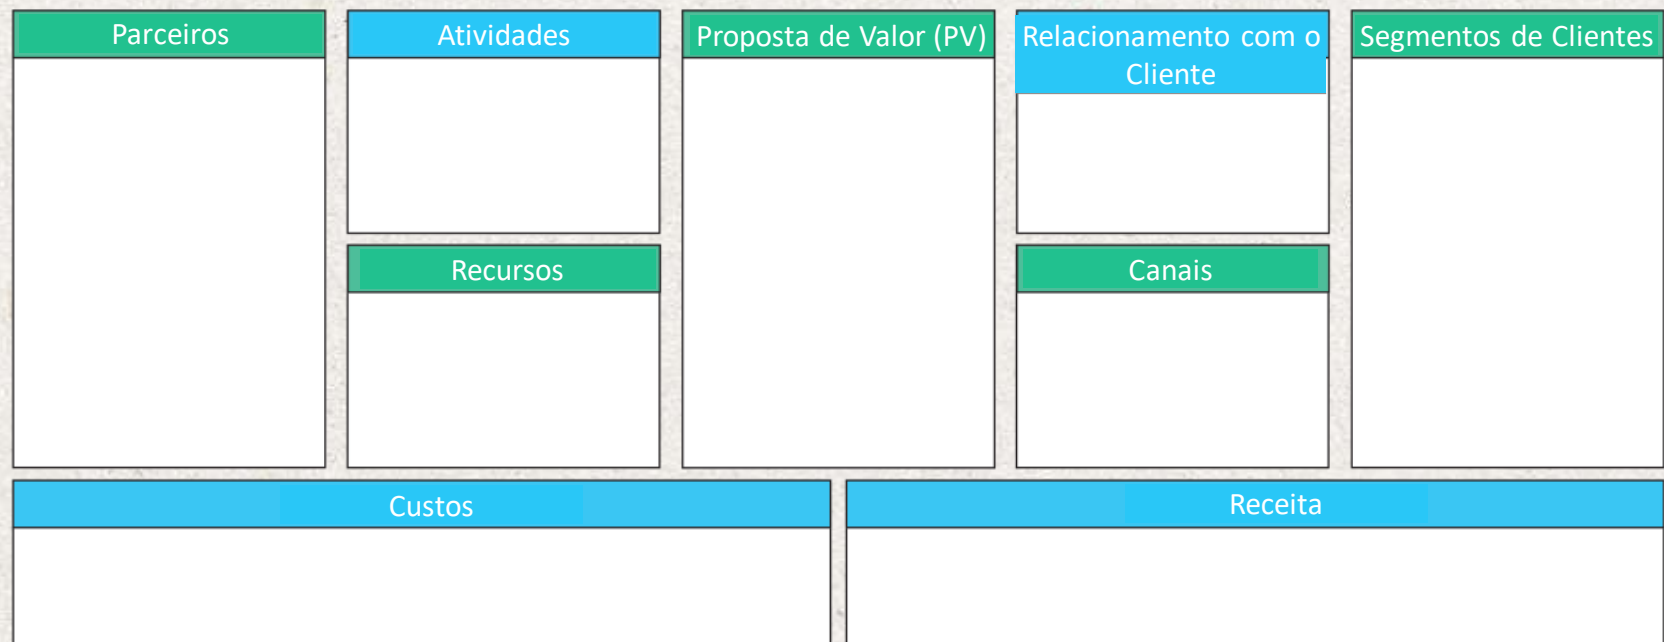 Parceiros
Atividades
Proposta de Valor (PV)
Relacionamento com o
Cliente
Segmentos de Clientes
Recursos
Canais
Custos
Receita